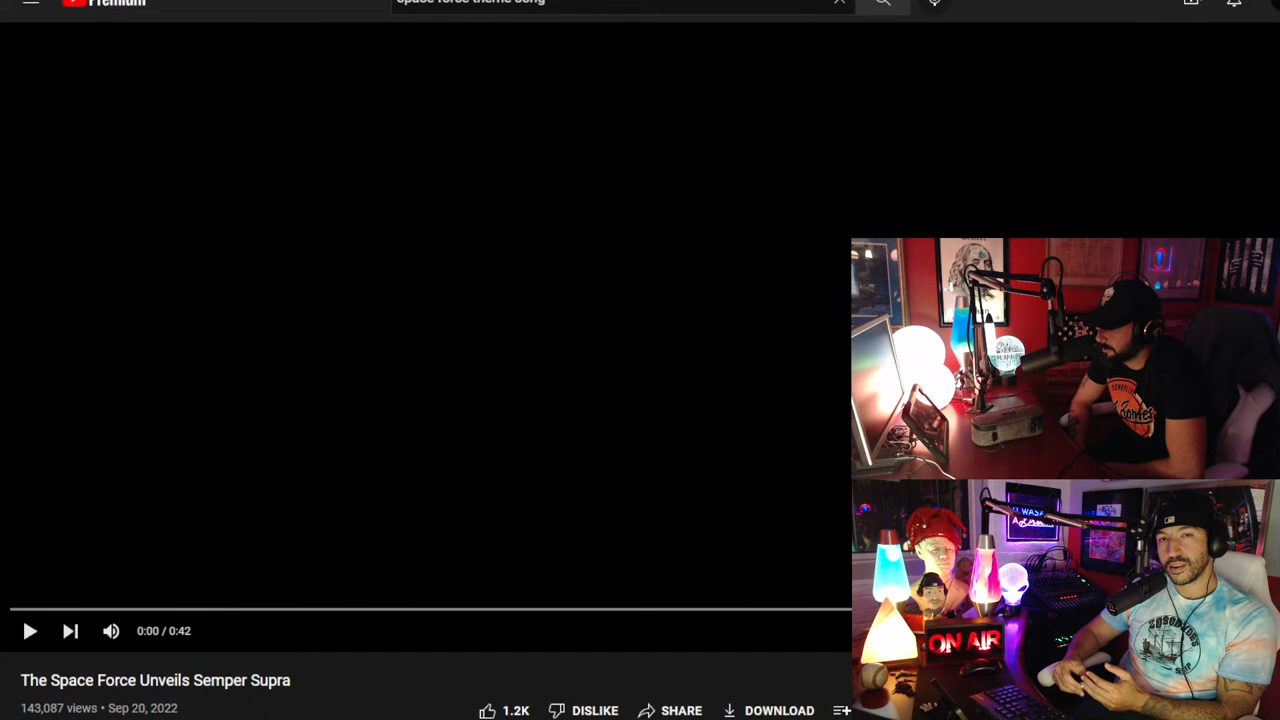 Premium
space force theme song
0:00 / 0:42
The Space Force Unveils Semper Supra
143,087 views • Sep 20, 2022
1.2K
DISLIKE
SHARE
DOWNLOAD
ON AIR